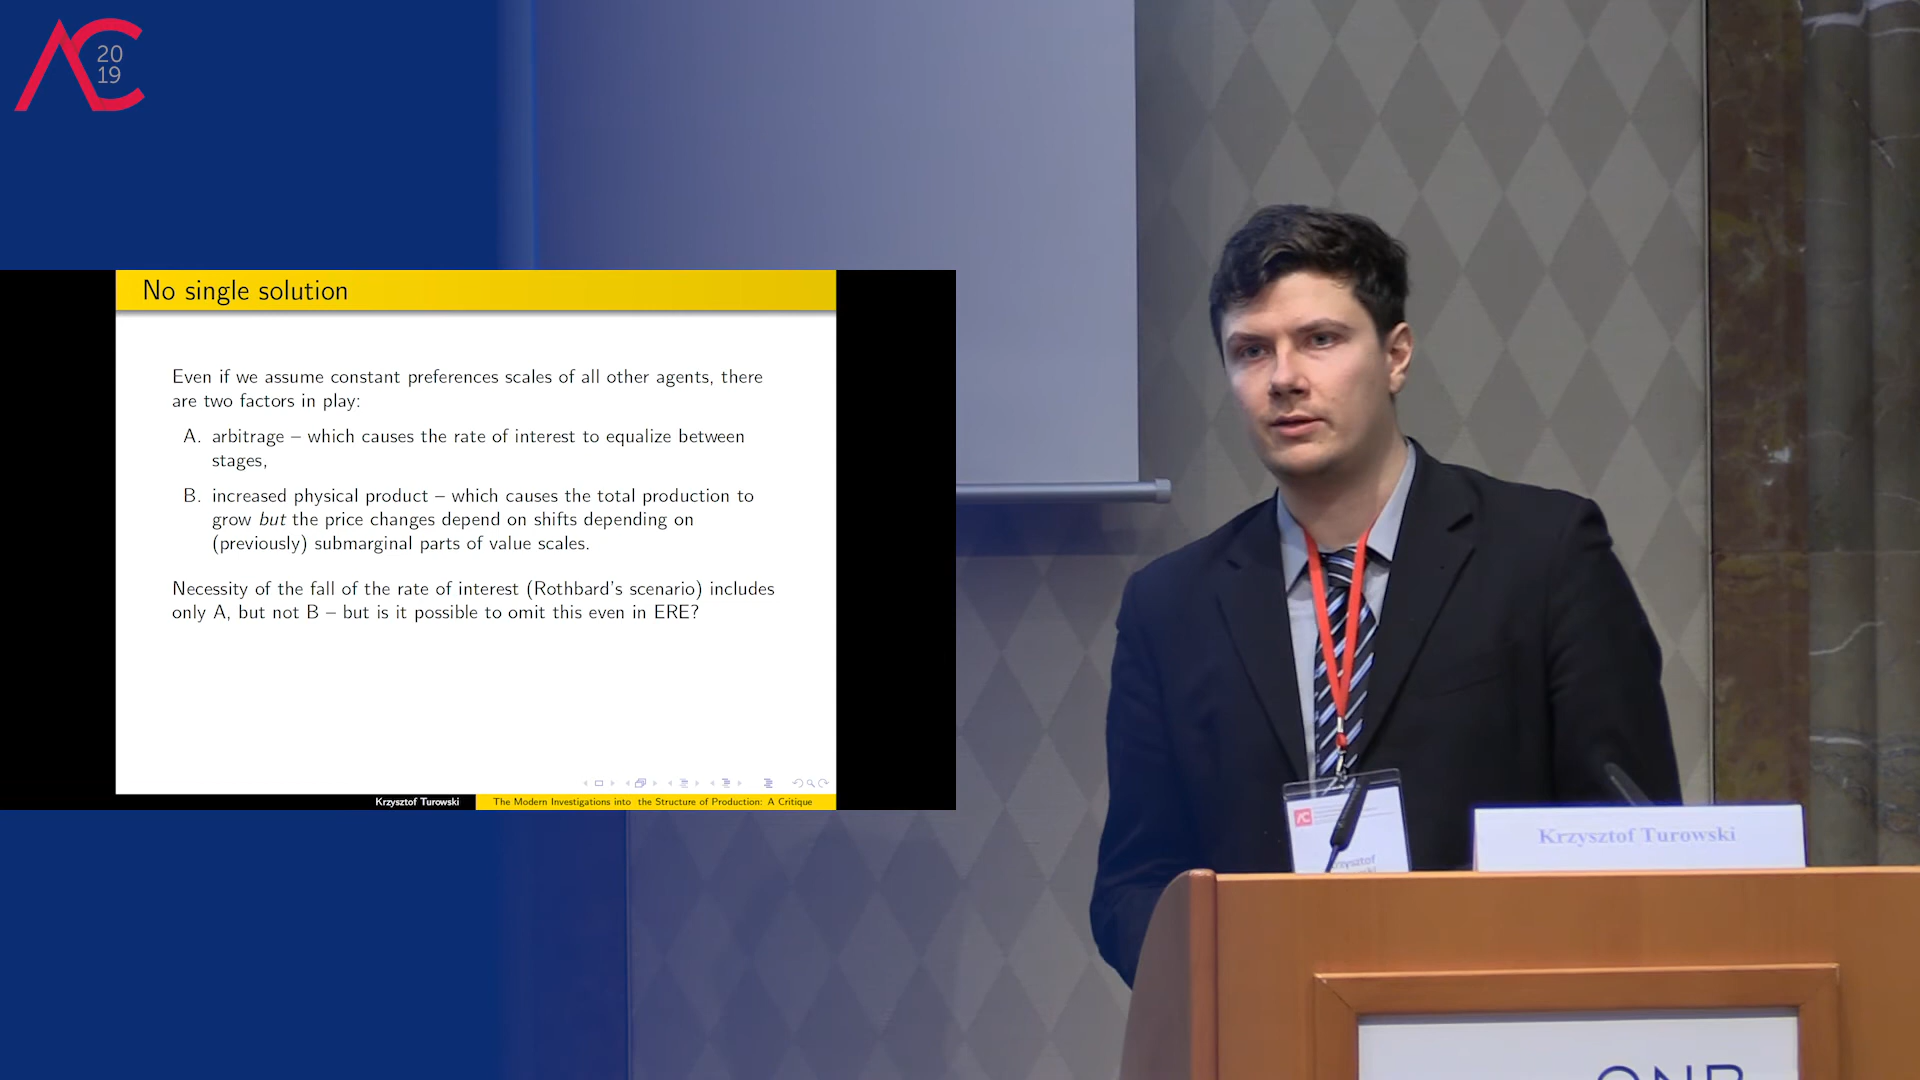 AC
20
19
No single solution
Even if we assume constant preferences scales of all other agents, there
are two factors in play:
A. arbitrage – which causes the rate of interest to equalize between
stages,
B. increased physical product – which causes the total production to
grow but the price changes depend on shifts depending on
(previously) submarginal parts of value scales.
Necessity of the fall of the rate of interest (Rothbard's scenario) includes
only A, but not B – but is it possible to omit this even in ERE?
Krzysztof Turowski
The Modern Investigations into the Structure of Production: A Critique
Krzysztof Turowski
AC